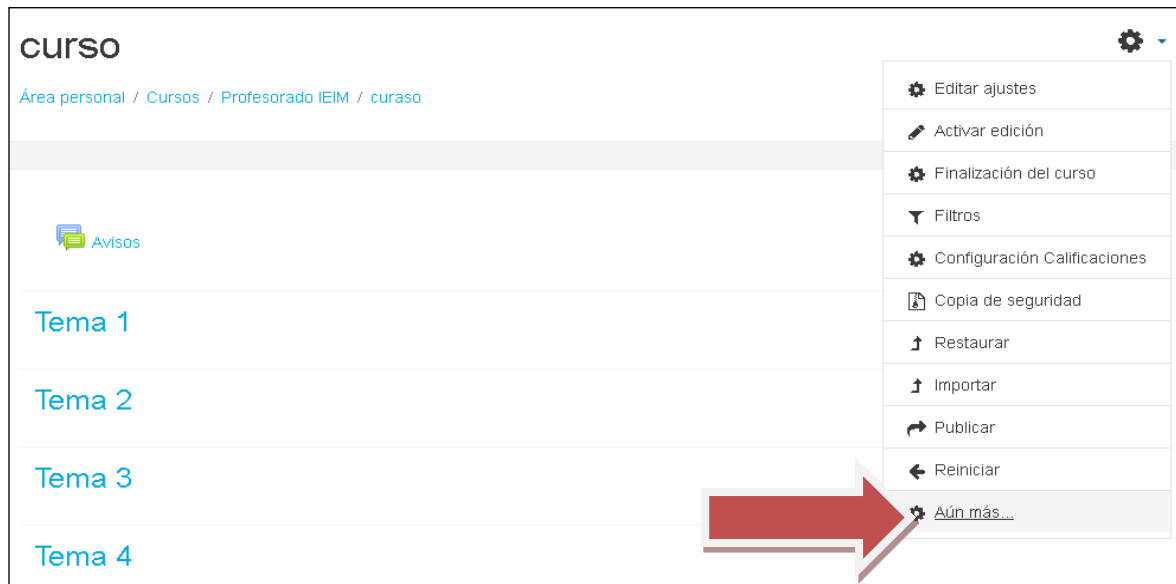 curso
Área personal / Cursos / Profesorado IEIM / curaso
Avisos
Tema 1
Tema 2
Tema 3
Tema 4
Editar ajustes
Activar edición
Finalización del curso
Filtros
Configuración Calificaciones
Copia de seguridad
Restaurar
Importar
Publicar
Reiniciar
Aún más...